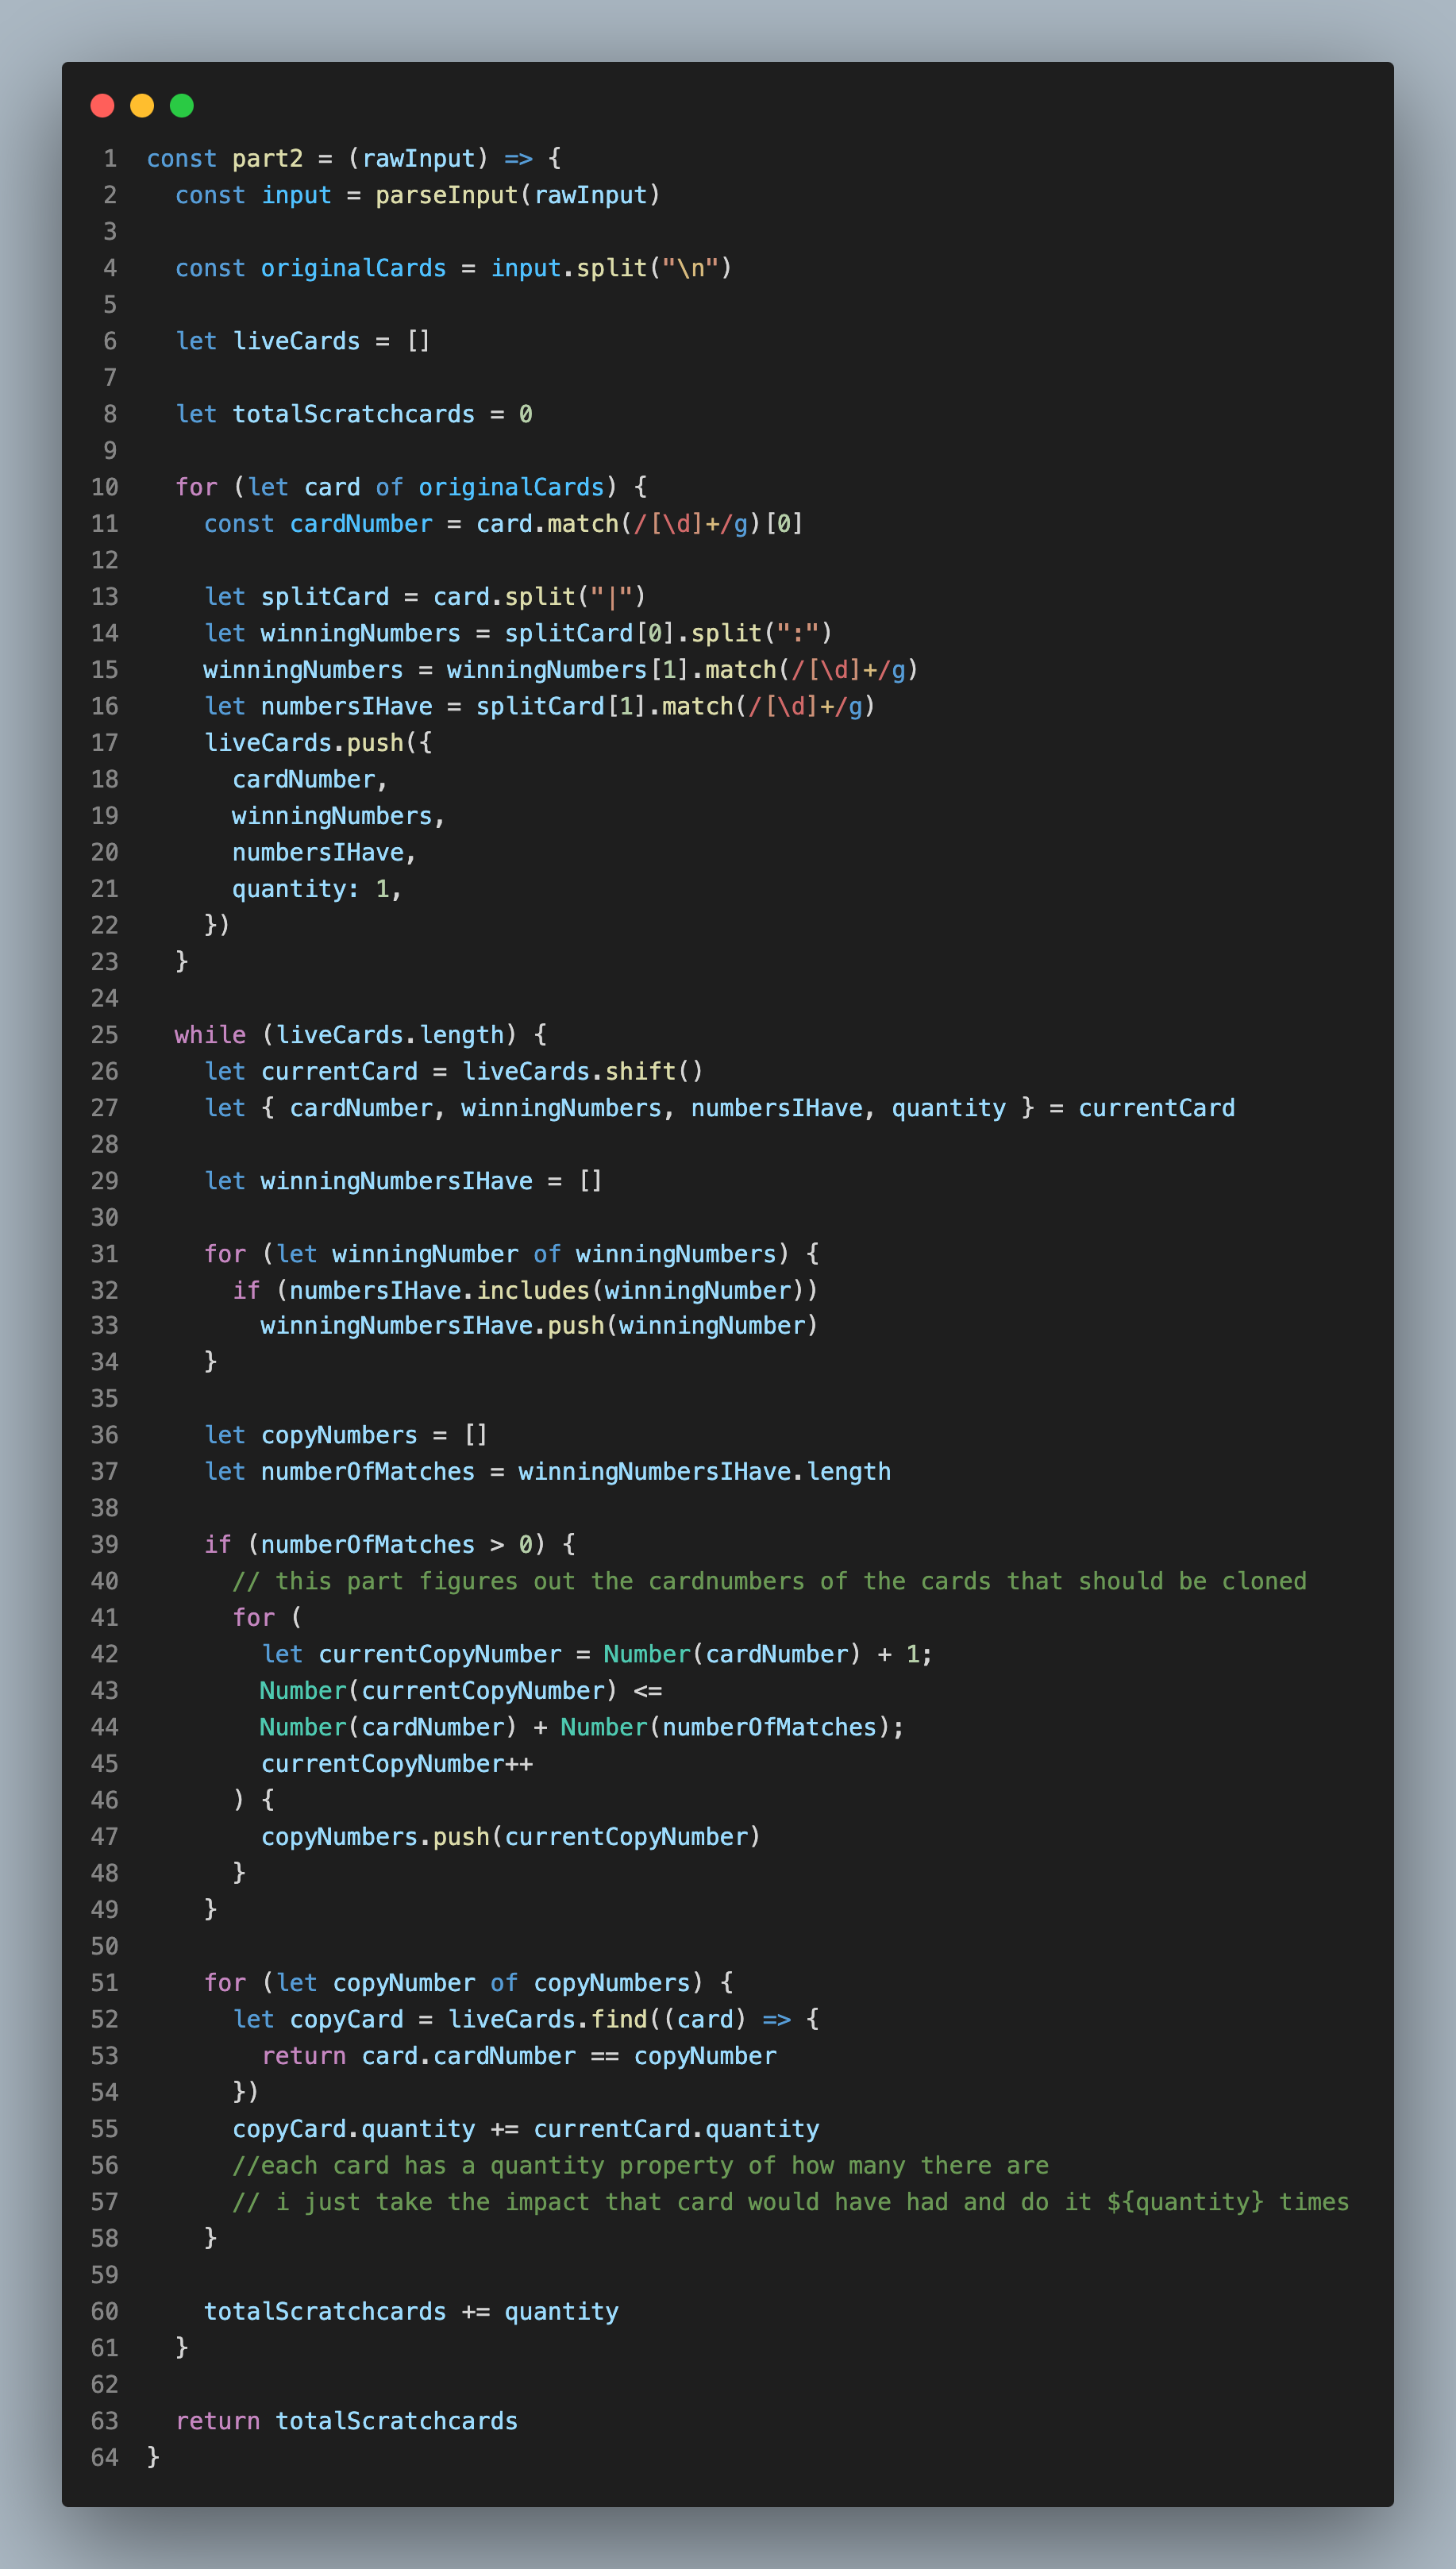 1 const part2 = (rawInput) => {
2   const input = parseInput(rawInput)
3
4   const originalCards = input.split("\n")
5
6   let liveCards = []
7
8   let totalScratchcards = 0
9
10   for (let card of originalCards) {
11     const cardNumber = card.match(/[\d]+/g)[0]
12
13     let splitCard = card.split("|")
14     let winningNumbers = splitCard[0].split(":")
15     winningNumbers = winningNumbers[1].match(/[\d]+/g)
16     let numbersIHave = splitCard[1].match(/[\d]+/g)
17     liveCards.push({
18       cardNumber,
19       winningNumbers,
20       numbersIHave,
21       quantity: 1,
22     })
23   }
24
25   while (liveCards.length) {
26     let currentCard = liveCards.shift()
27     let { cardNumber, winningNumbers, numbersIHave, quantity } = currentCard
28
29     let winningNumbersIHave = []
30
31     for (let winningNumber of winningNumbers) {
32       if (numbersIHave.includes(winningNumber))
33         winningNumbersIHave.push(winningNumber)
34     }
35
36     let copyNumbers = []
37     let numberOfMatches = winningNumbersIHave.length
38
39     if (numberOfMatches > 0) {
40       // this part figures out the cardnumbers of the cards that should be cloned
41       for (
42         let currentCopyNumber = Number(cardNumber) + 1;
43         Number(currentCopyNumber) <=
44         Number(cardNumber) + Number(numberOfMatches);
45         currentCopyNumber++
46       ) {
47         copyNumbers.push(currentCopyNumber)
48       }
49     }
50
51     for (let copyNumber of copyNumbers) {
52       let copyCard = liveCards.find((card) => {
53         return card.cardNumber == copyNumber
54       })
55       copyCard.quantity += currentCard.quantity
56       //each card has a quantity property of how many there are
57       // i just take the impact that card would have had and do it ${quantity} times
58     }
59
60     totalScratchcards += quantity
61   }
62
63   return totalScratchcards
64 }